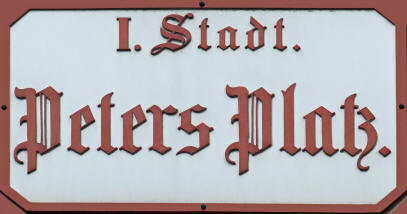 I. Stadt.
Peters Platz.